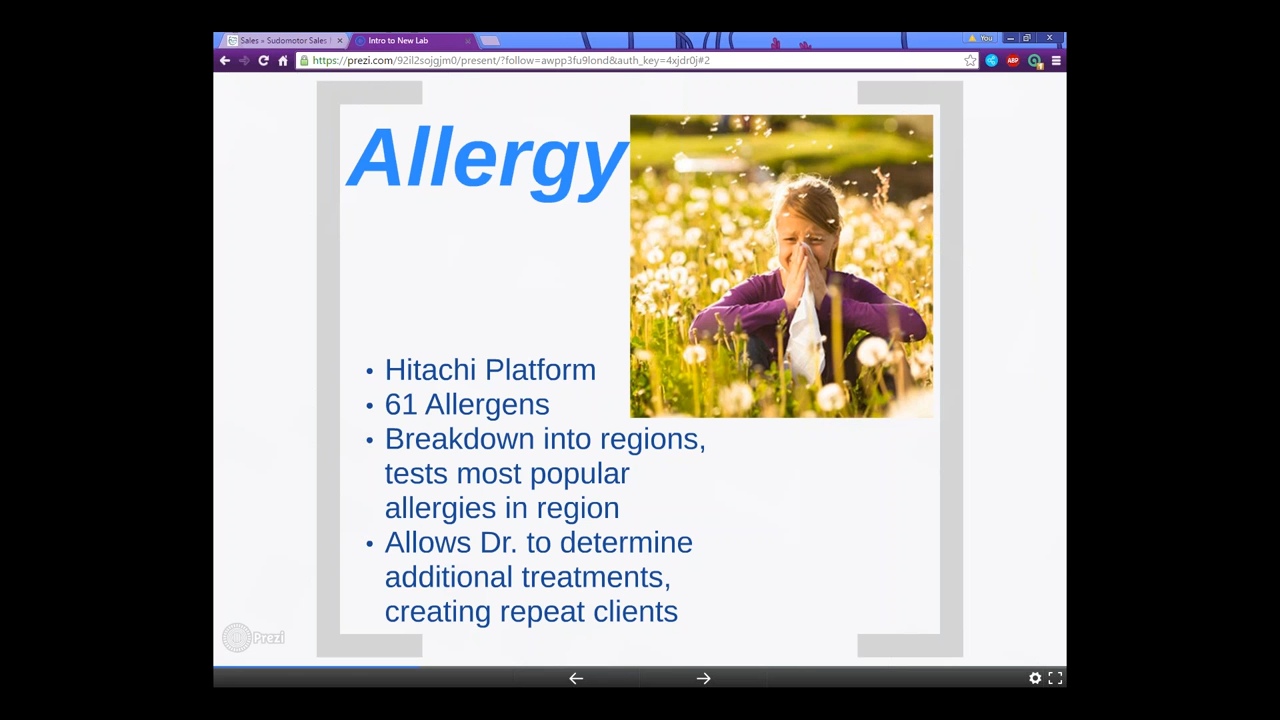 Sales » Sudomotor Sales
Intro to New Lab
You
https://prezi.com/92il2sojgjm0/present/?follow=awpp3fu9lond&auth_key=4xjdr0j#2
ABP
Allergy
• Hitachi Platform
• 61 Allergens
• Breakdown into regions,
tests most popular
allergies in region
• Allows Dr. to determine
additional treatments,
creating repeat clients
Prezi